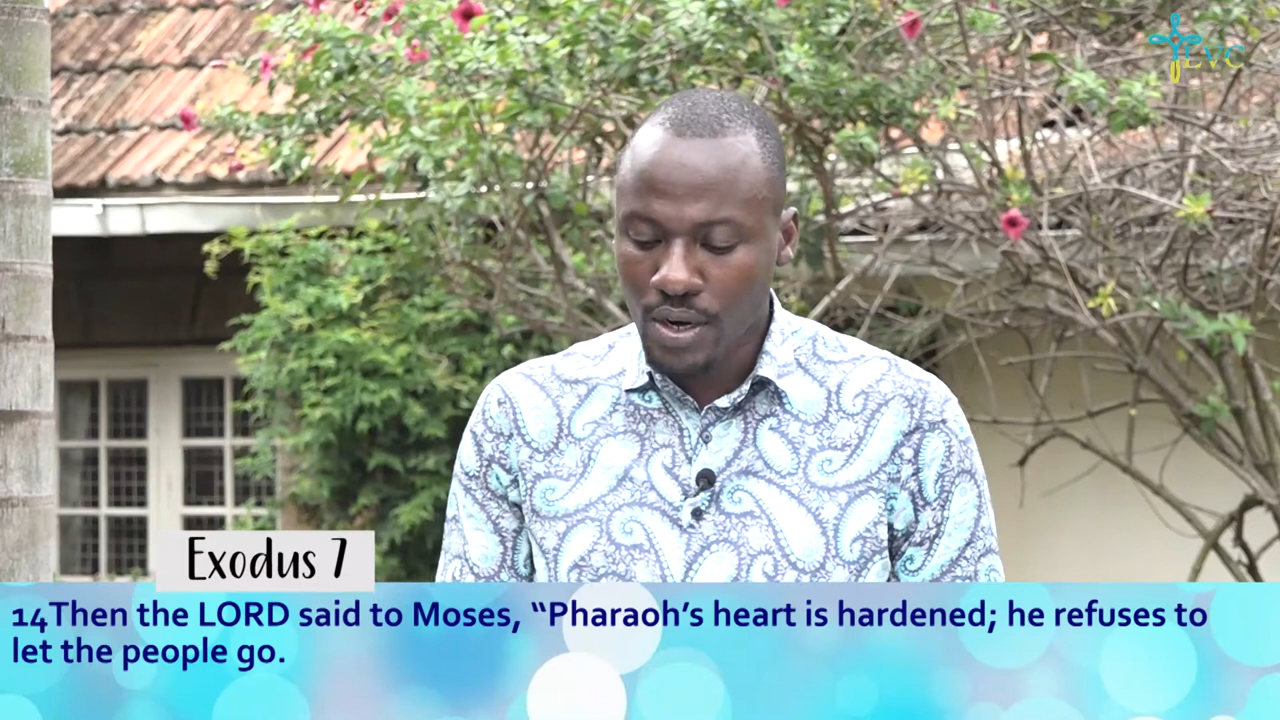 LVC
Exodus 7
14Then the LORD said to Moses, “Pharaoh’s heart is hardened; he refuses to
let the people go.